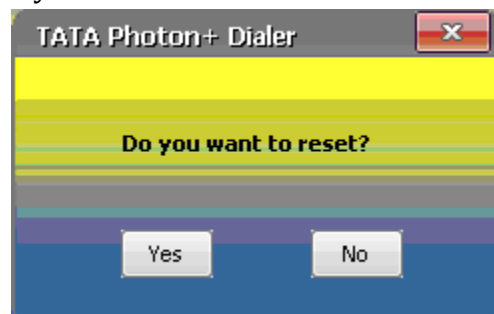 TATA Photon+ Dialer
Do you want to reset?
Yes No